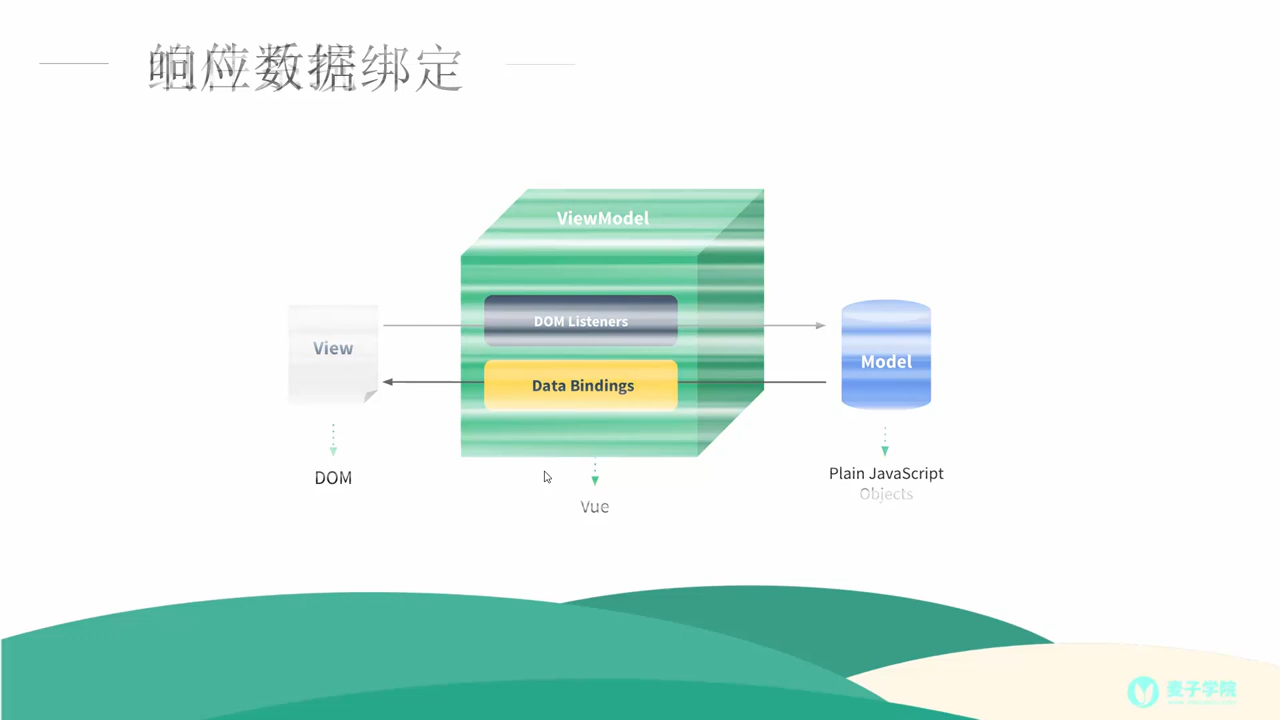 响应数据绑定
ViewModel
DOM Listeners
View
Model
Data Bindings
DOM
Plain JavaScript
Objects
Vue
麦子学院